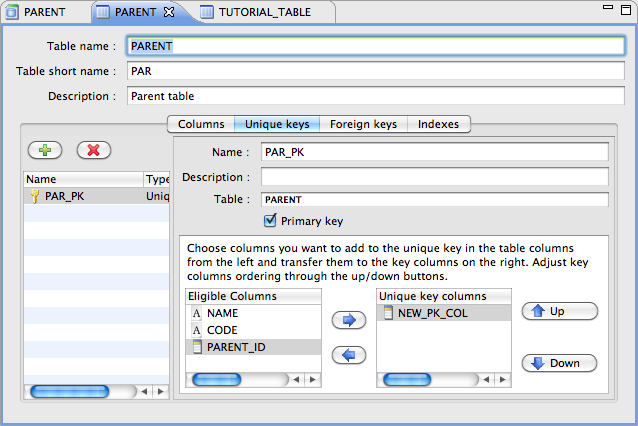 PARENT PARENT TUTORIAL_TABLE
Table name : PARENT
Table short name : PAR
Description : Parent table
Columns Unique keys Foreign keys Indexes
Name Type
PAR_PK Uniq
Name : PAR_PK
Description :
Table : PARENT
Primary key
Choose columns you want to add to the unique key in the table columns
from the left and transfer them to the key columns on the right. Adjust key
columns ordering through the up/down buttons.
Eligible Columns
A NAME
A CODE
PARENT_ID
Unique key columns
NEW_PK_COL
Up
Down